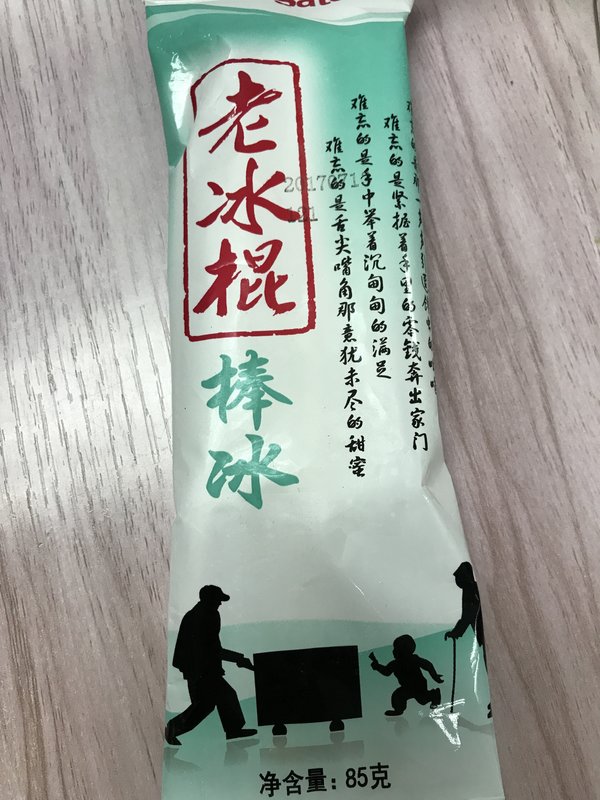 老冰棍
棒冰
难忘的是紧握着手里的零钱奔出家门
难忘的是手中举着沉甸甸的满足
难忘的是舌尖嘴角那意犹未尽的甜蜜
净含量：85克